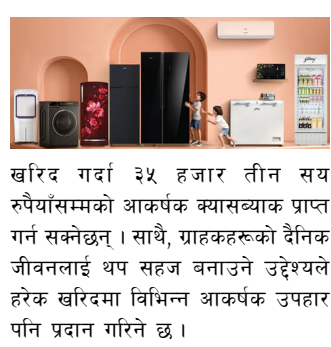 खरिद गर्दा ३५ हजार तीन सय
रुपैयाँसम्मको आकर्षक क्यासब्याक प्राप्त
गर्न सक्नेछन् । साथै, ग्राहकहरूको दैनिक
जीवनलाई थप सहज बनाउने उद्देश्यले
हरेक खरिदमा विभिन्न आकर्षक उपहार
पनि प्रदान गरिने छ ।